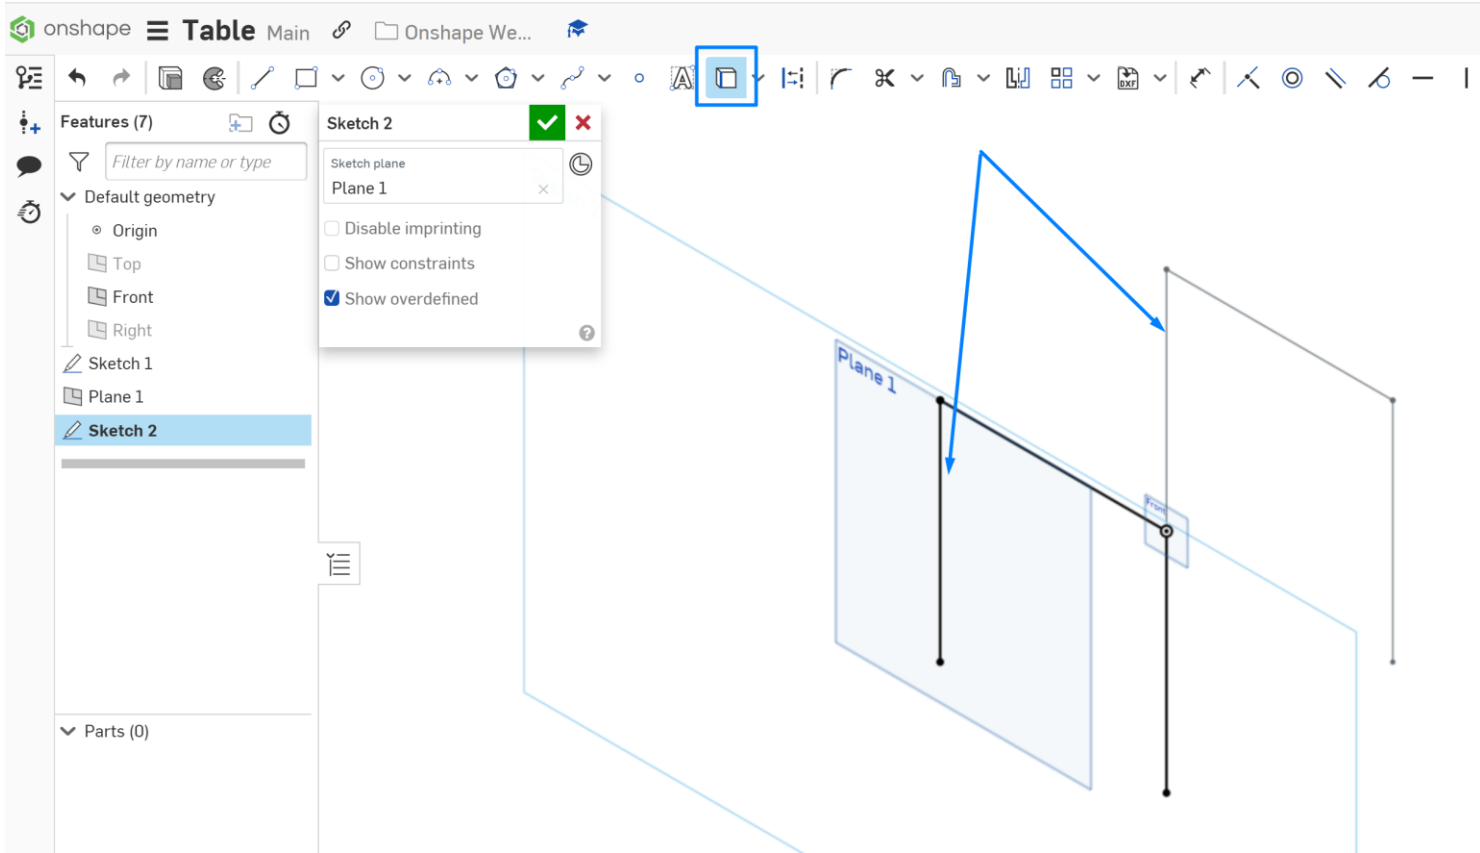 onshape Table Main Onshape We...
A DXF
Features (7)
Filter by name or type
Default geometry
Origin
Top
Front
Right
Sketch 1
Plane 1
Sketch 2
Parts (0)
Sketch 2
Sketch plane
Plane 1
Disable imprinting
Show constraints
Show overdefined
?
Plane 1
Front